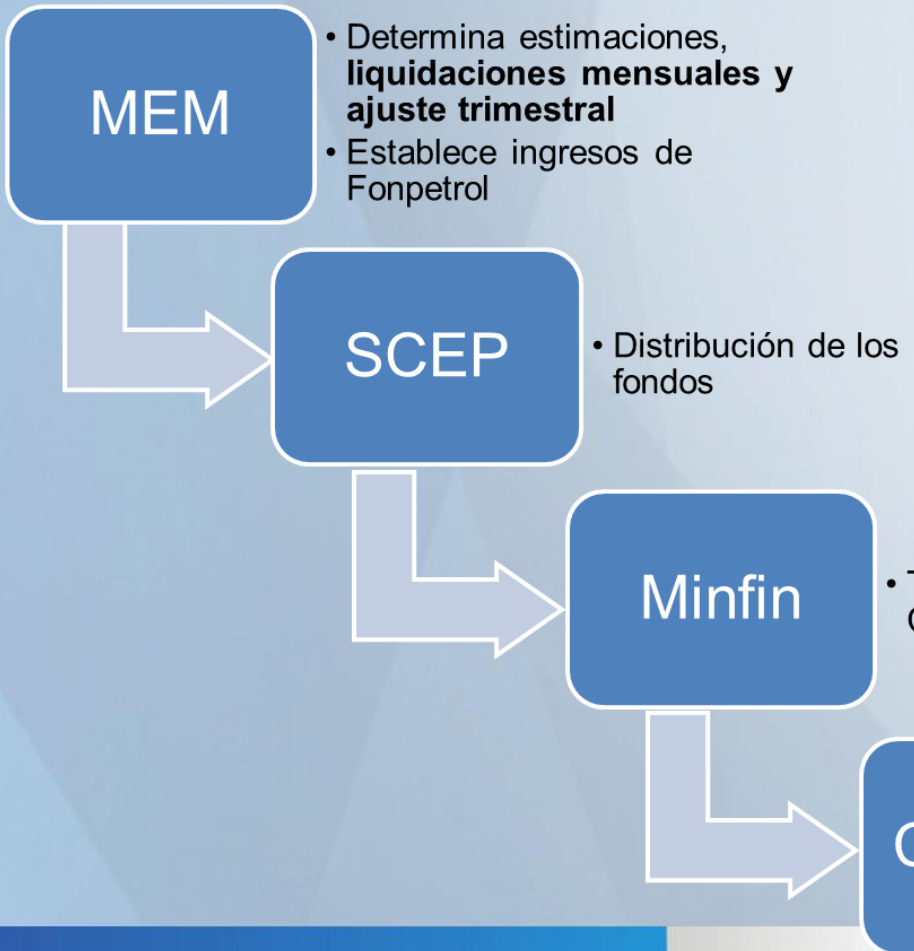 MEM
• Determina estimaciones,
liquidaciones mensuales y
ajuste trimestral
• Establece ingresos de
Fonpetrol
SCEP
• Distribución de los
fondos
Minfin